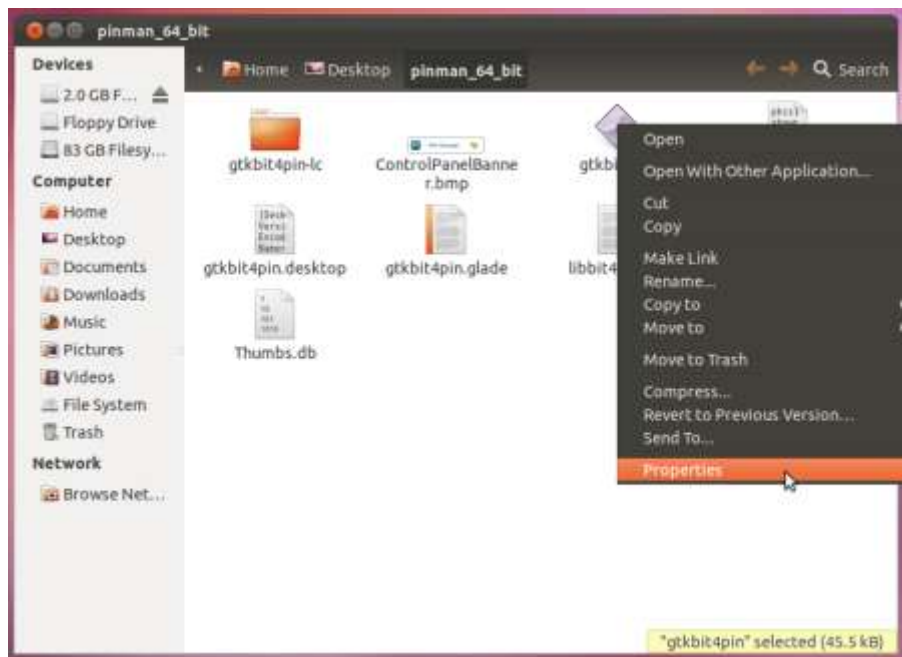 pinman_64_bit
Devices
2.0 GB F...
Floppy Drive
83 GB Filesy...
Computer
Home
Desktop
Documents
Downloads
Music
Pictures
Videos
File System
Trash
Network
Browse Net...
Home Desktop pinman_64_bit Search
gtkbit4pin-lc
ControlPanelBanne
r.bmp
gtkbi
gtkbit4pin.desktop
gtkbit4pin.glade
libbit4
Thumbs.db
Open
Open With Other Application...
Cut
Copy
Make Link
Rename...
Copy to
Move to
Move to Trash
Compress...
Revert to Previous Version...
Send To...
Properties
"gtkbit4pin" selected (45.5 kB)